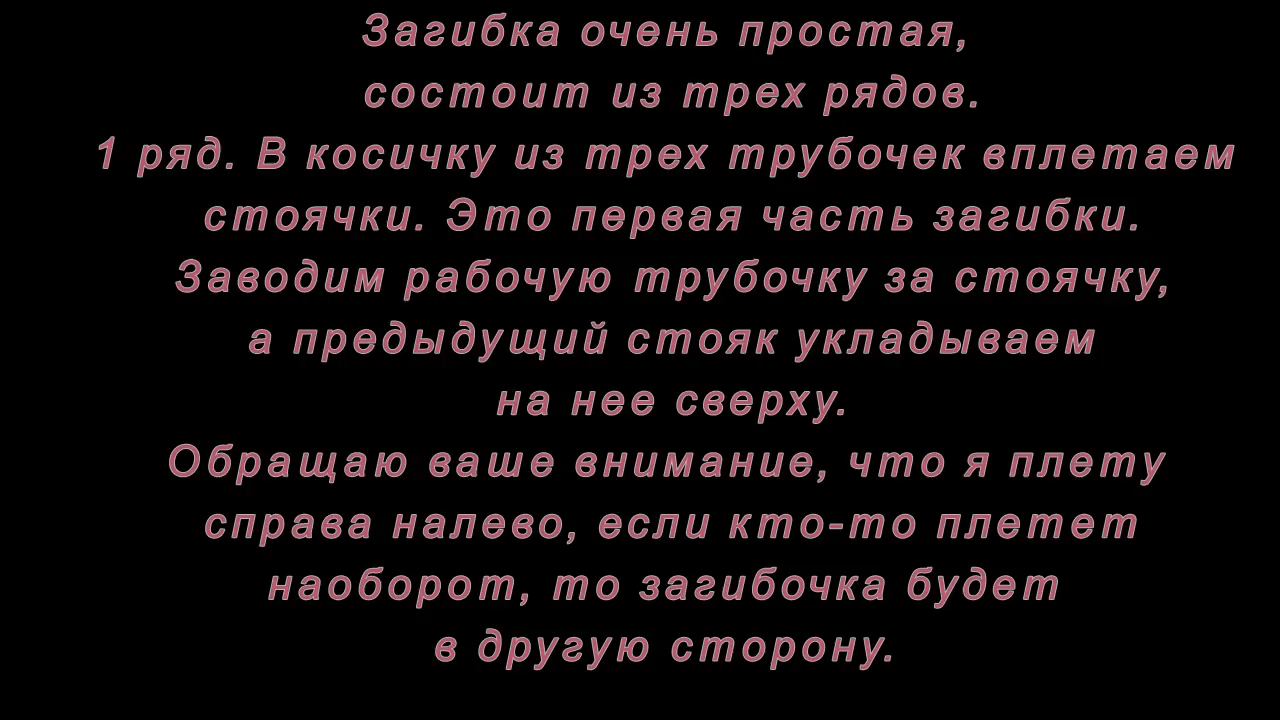 Загибка очень простая,
состоит из трех рядов.
1 ряд. В косичку из трех трубочек вплетаем
стоячки. Это первая часть загибки.
Заводим рабочую трубочку за стоячку,
а предыдущий стояк укладываем
на нее сверху.
Обращаю ваше внимание, что я плету
справа налево, если кто-то плетет
наоборот, то загибочка будет
в другую сторону.